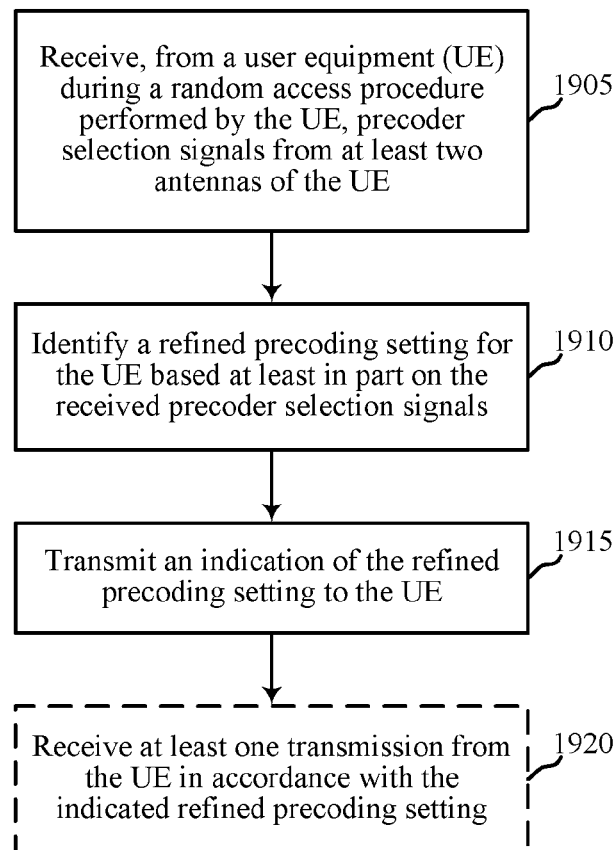 Receive, from a user equipment (UE)
during a random access procedure
performed by the UE, precoder
selection signals from at least two
antennas of the UE
1905
Identify a refined precoding setting for
the UE based at least in part on the
received precoder selection signals
1910
Transmit an indication of the refined
precoding setting to the UE
1915
Receive at least one transmission from
the UE in accordance with the
indicated refined precoding setting
1920